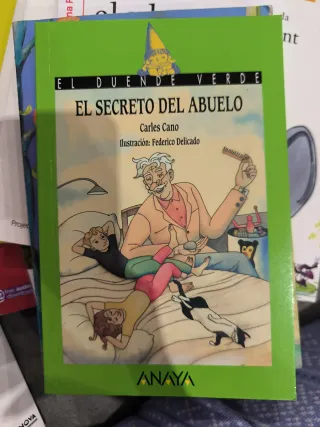 EL DUENDE VERDE
EL SECRETO DEL ABUELO
Carles Cano
Ilustración: Federico Delicado
ANAYA